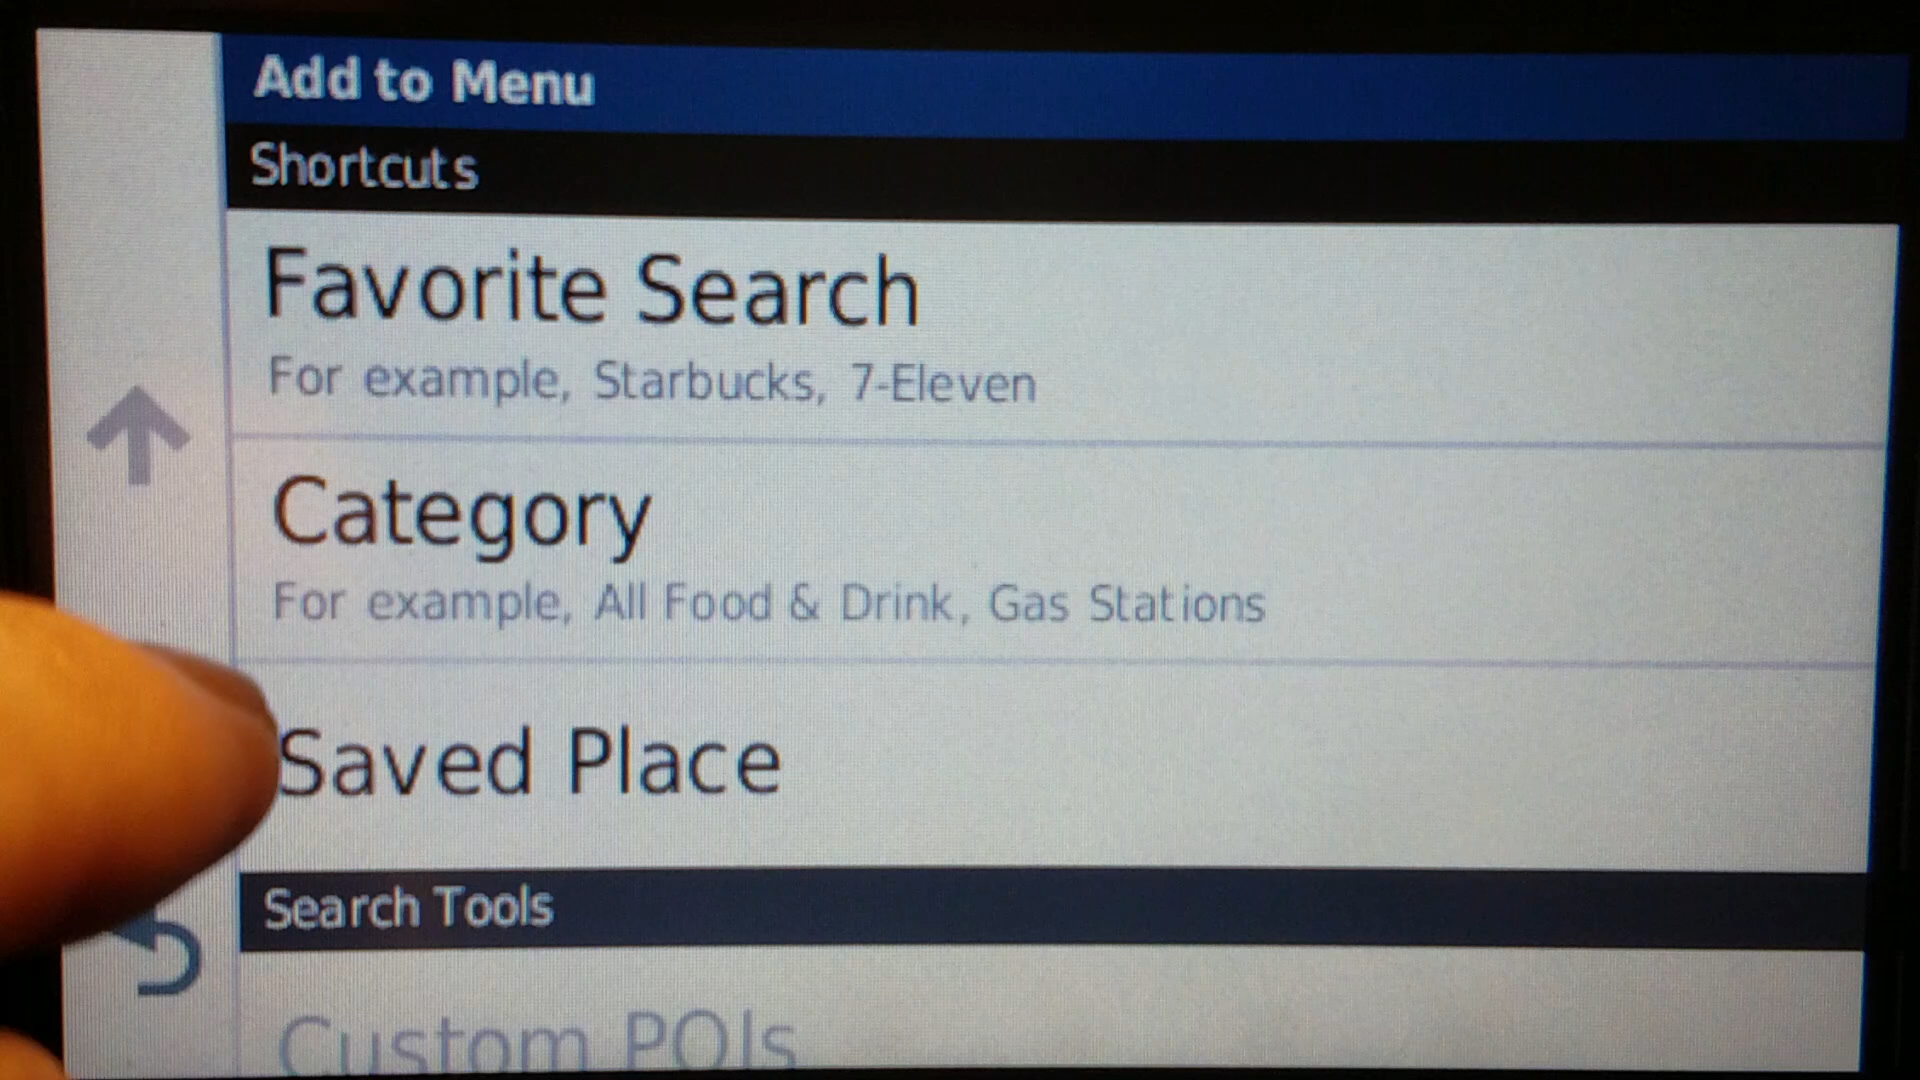 Add to Menu
Shortcuts
Favorite Search
For example, Starbucks, 7-Eleven
Category
For example, All Food & Drink, Gas Stations
Saved Place
Search Tools
Custom POIs